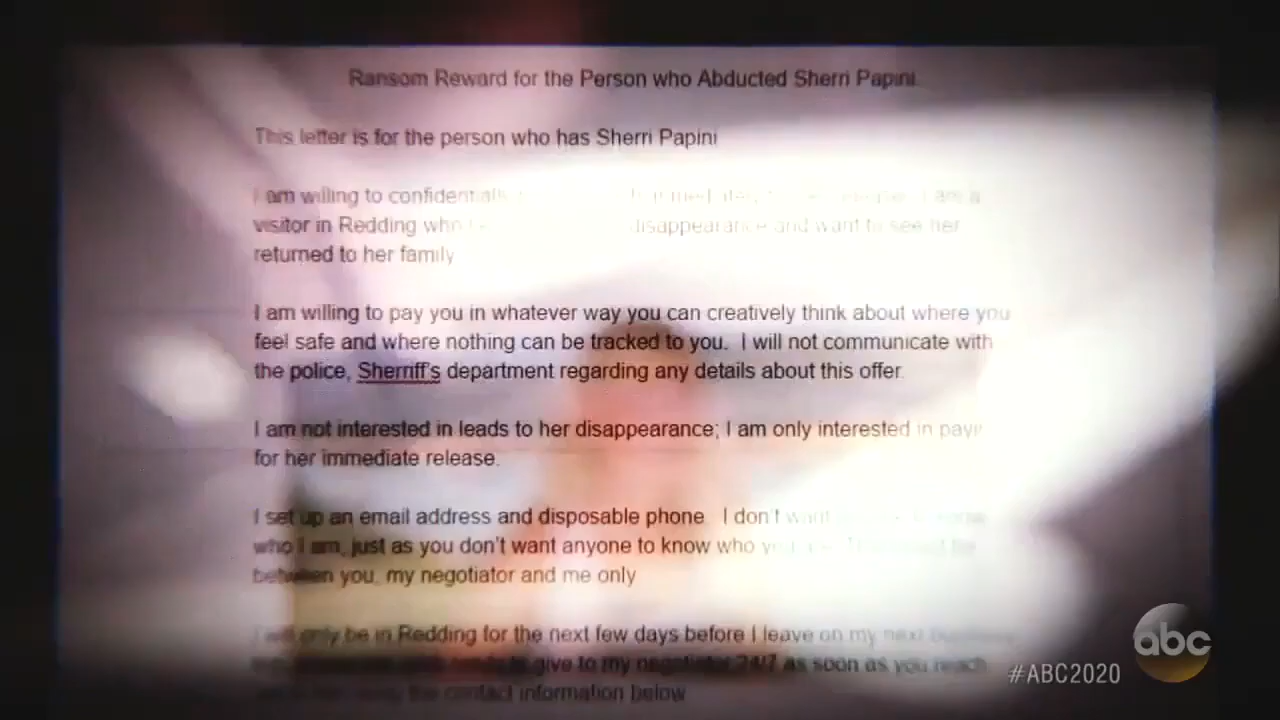 Ransom Reward for the Person who Abducted Sherri Papini
This letter is for the person who has Sherri Papini
I am willing to confidentially I am a
visitor in Redding who disappearance and want to see her
returned to her family
I am willing to pay you in whatever way you can creatively think about where you
feel safe and where nothing can be tracked to you. I will not communicate with
the police, Sherriff's department regarding any details about this offer.
I am not interested in leads to her disappearance; I am only interested in
for her immediate release.
I set up an email address and disposable phone. I don't want
who I am, just as you don't want anyone to know who
between you, my negotiator and me only
I will only be in Redding for the next few days before I leave on my next
to give to my negotiator 24/7 as soon as you reach
the contact information below
abc
#ABC2020